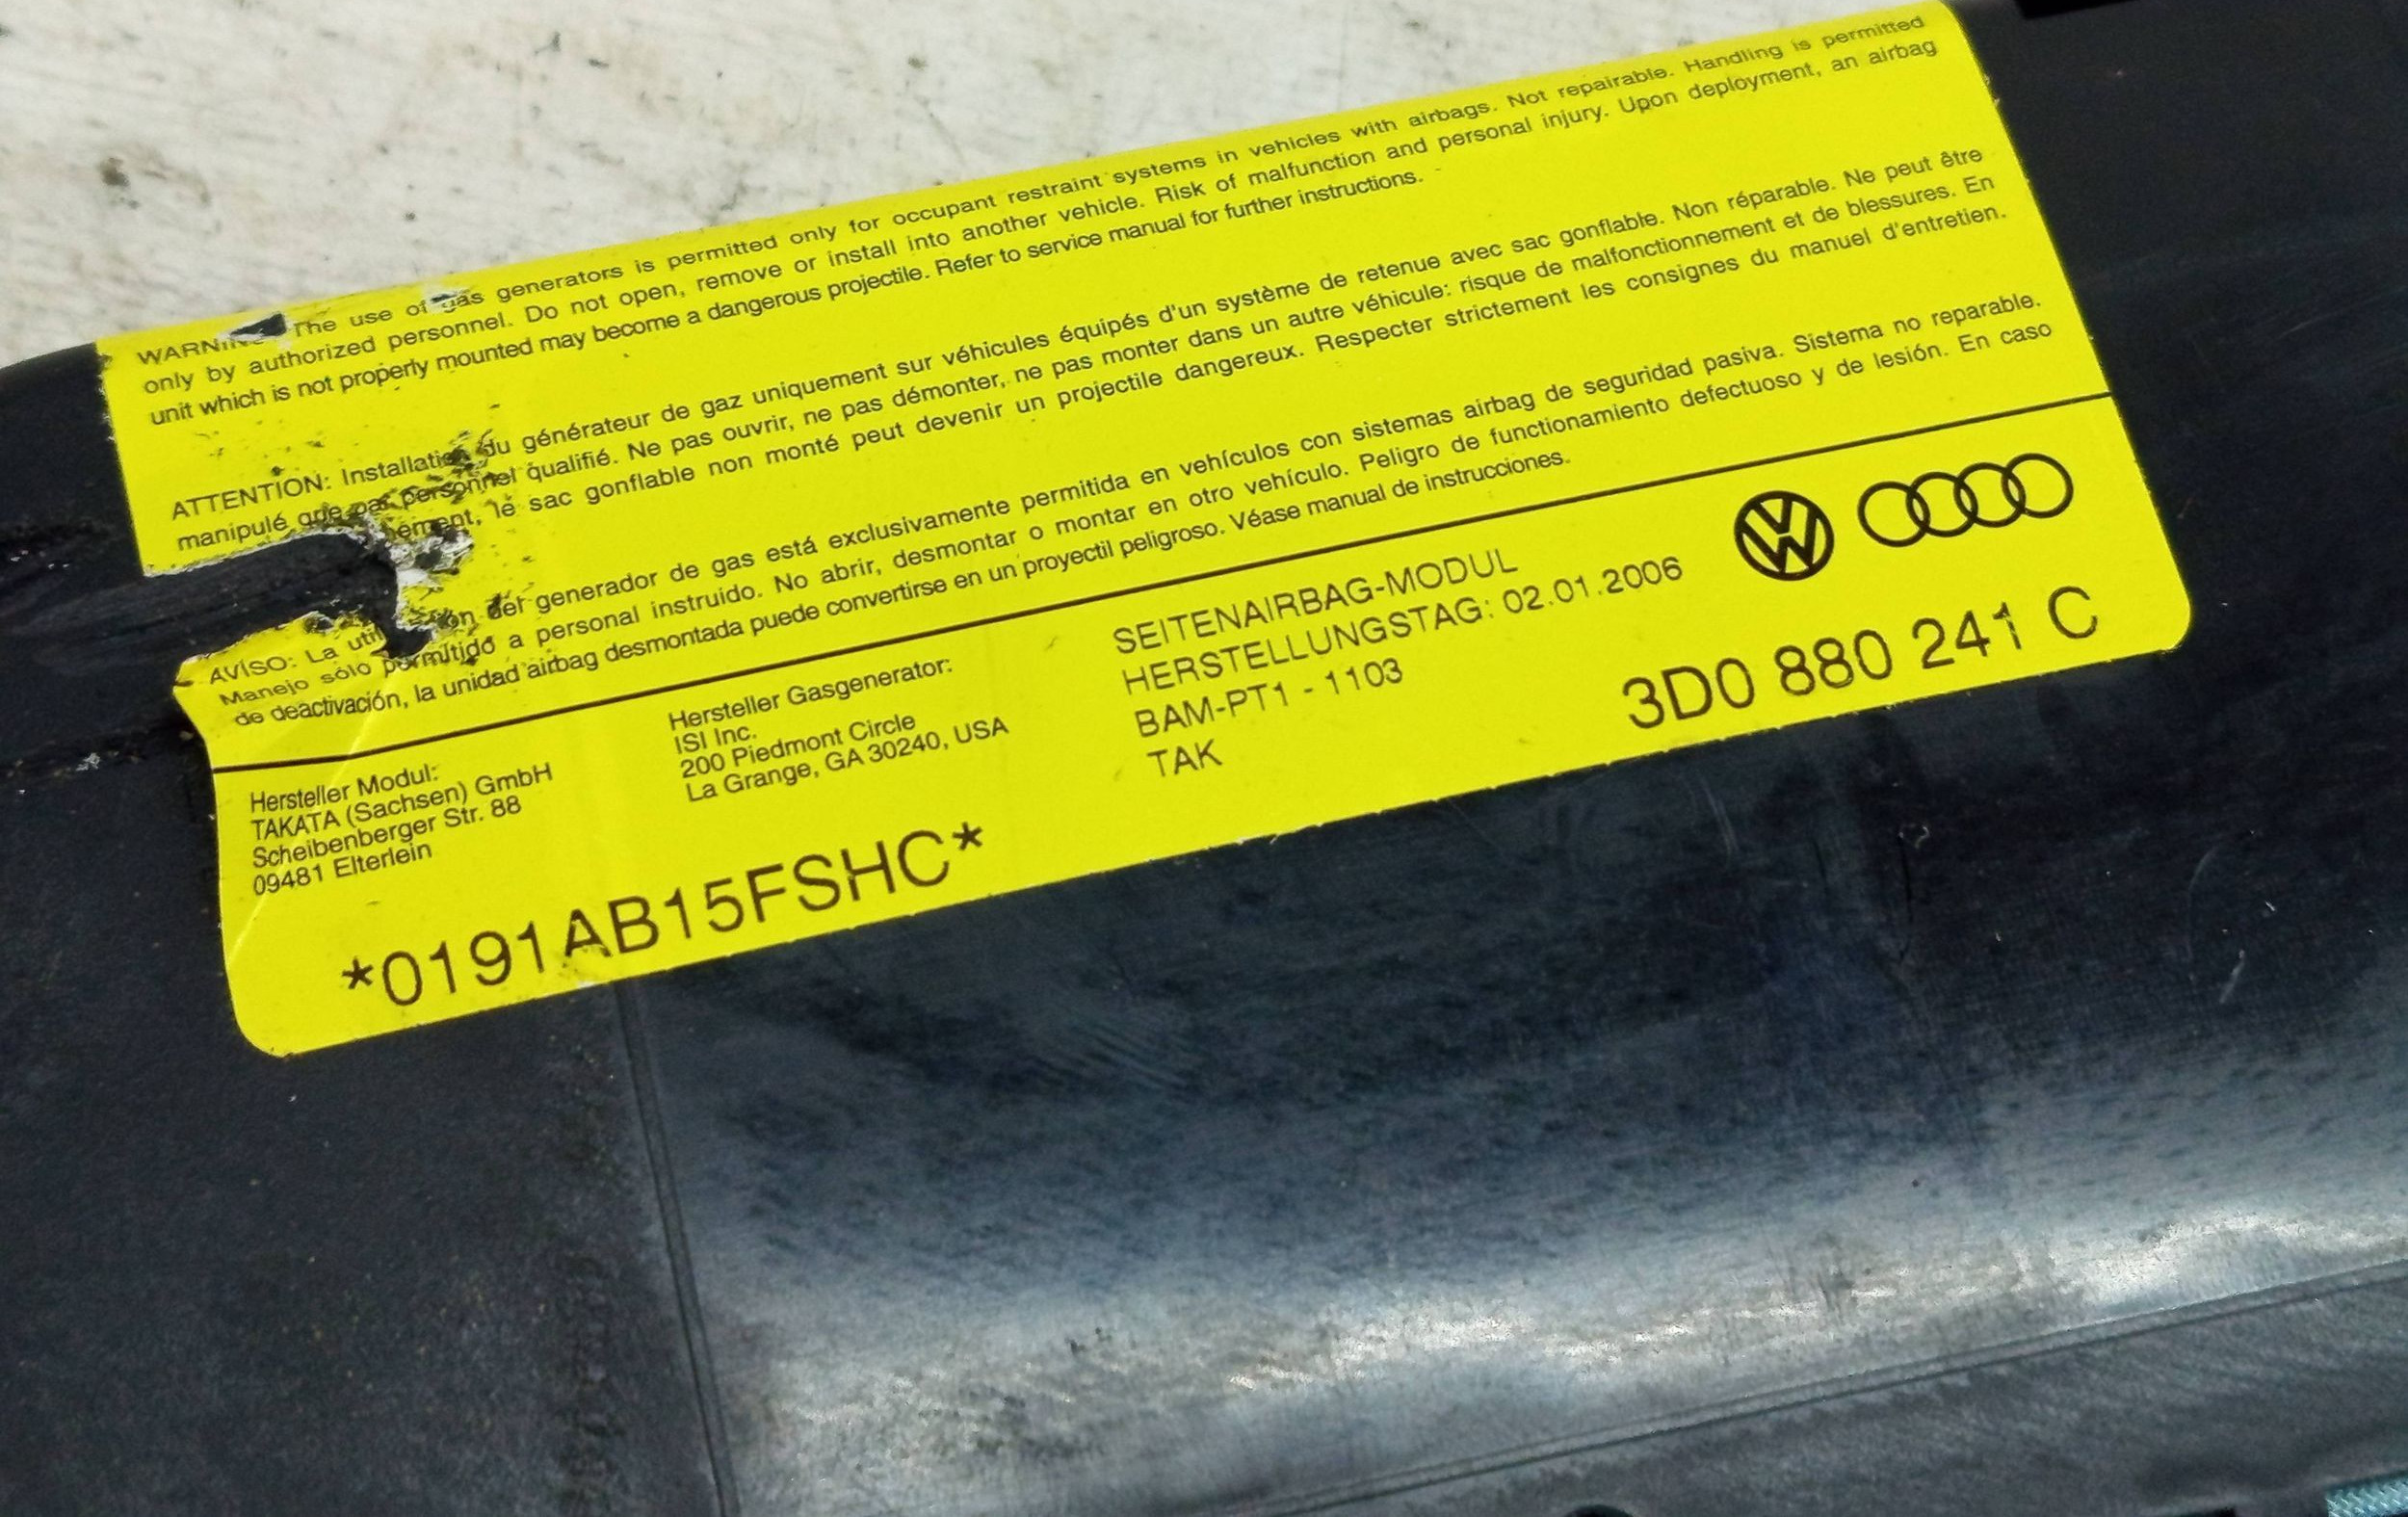 The use of gas generators is permitted only for occupant restraint systems in vehicles with airbags. Not repairable. Handling is permitted
only by authorized personnel. Do not open, remove or install into another vehicle. Risk of malfunction and personal injury. Upon deployment, an airbag
unit which is not properly mounted may become a dangerous projectile. Refer to service manual for further instructions.
ATTENTION: Installation du générateur de gaz uniquement sur véhicules équipés d'un système de retenue avec sac gonflable. Non réparable. Ne peut être
manipulé que par personnel qualifié. Ne pas ouvrir, ne pas démonter, ne pas monter dans un autre véhicule: risque de malfonctionnement et de blessures. En
le sac gonflable non monté peut devenir un projectile dangereux. Respecter strictement les consignes du manuel d'entretien.
AVISO: La del generador de gas está exclusivamente permitida en vehículos con sistemas airbag de seguridad pasiva. Sistema no reparable.
Manejo sólo permitido a personal instruido. No abrir, desmontar o montar en otro vehículo. Peligro de functionamiento defectuoso y de lesión. En caso
de deactivación, la unidad airbag desmontada puede convertirse en un proyectil peligroso. Véase manual de instrucciones.
Hersteller Modul:
TAKATA (Sachsen) GmbH
Scheibenberger Str. 88
09481 Elterlein
Hersteller Gasgenerator:
ISI Inc.
200 Piedmont Circle
La Grange, GA 30240, USA
SEITENAIRBAG-MODUL
HERSTELLUNGSTAG: 02.01.2006
BAM-PT1 - 1103
TAK
VW
3D0 880 241 C
*0191AB15FSHC*